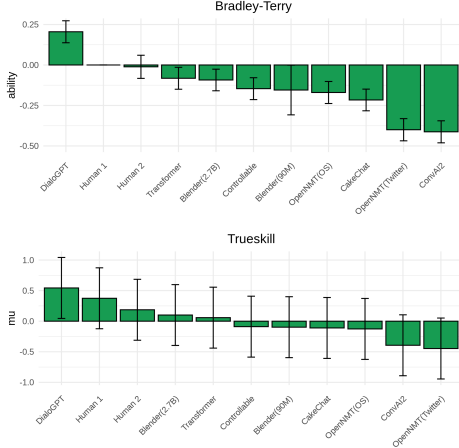 Bradley-Terry
ability
0.25
0.00
-0.25
-0.50
DialoGPT
Human 1
Human 2
Transformer
Blender(2.7B)
Controllable
Blender(90M)
OpenNMT(OS)
CakeChat
OpenNMT(Twitter)
ConvAI2
Trueskill
mu
1.0
0.5
0.0
-0.5
-1.0
DialoGPT
Human 1
Human 2
Blender(2.7B)
Transformer
Controllable
Blender(90M)
CakeChat
OpenNMT(OS)
ConvAI2
OpenNMT(Twitter)